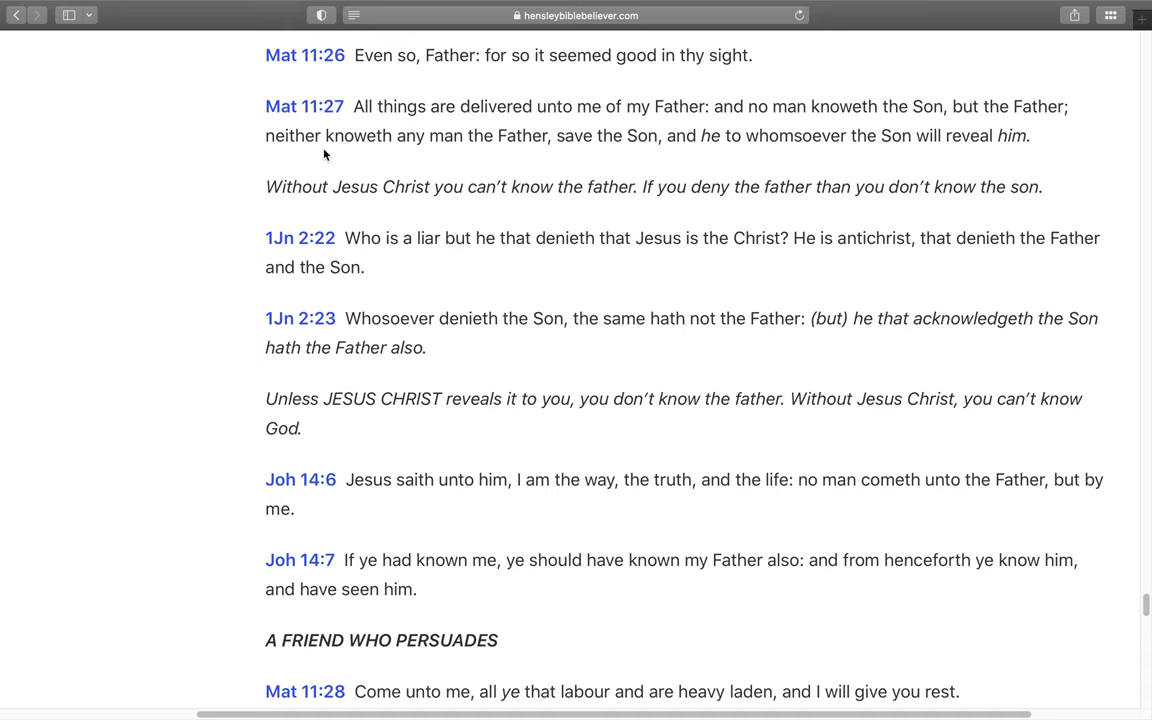 hensleybiblebeliever.com
Mat 11:26 Even so, Father: for so it seemed good in thy sight.
Mat 11:27 All things are delivered unto me of my Father: and no man knoweth the Son, but the Father;
neither knoweth any man the Father, save the Son, and he to whomsoever the Son will reveal him.
Without Jesus Christ you can’t know the father. If you deny the father than you don’t know the son.
1Jn 2:22 Who is a liar but he that denieth that Jesus is the Christ? He is antichrist, that denieth the Father
and the Son.
1Jn 2:23 Whosoever denieth the Son, the same hath not the Father: (but) he that acknowledgeth the Son
hath the Father also.
Unless JESUS CHRIST reveals it to you, you don’t know the father. Without Jesus Christ, you can’t know
God.
Joh 14:6 Jesus saith unto him, I am the way, the truth, and the life: no man cometh unto the Father, but by
me.
Joh 14:7 If ye had known me, ye should have known my Father also: and from henceforth ye know him,
and have seen him.
A FRIEND WHO PERSUADES
Mat 11:28 Come unto me, all ye that labour and are heavy laden, and I will give you rest.